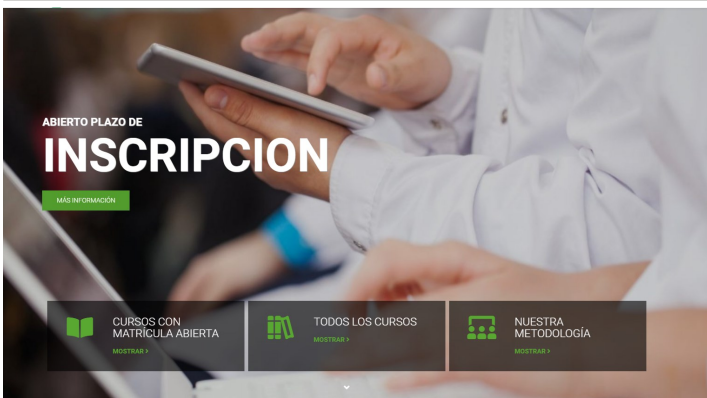 ABIERTO PLAZO DE
INSCRIPCION
MÁS INFORMACIÓN
CURSOS CON
MATRÍCULA ABIERTA
MOSTRAR >
TODOS LOS CURSOS
MOSTRAR >
NUESTRA
METODOLOGÍA
MOSTRAR >